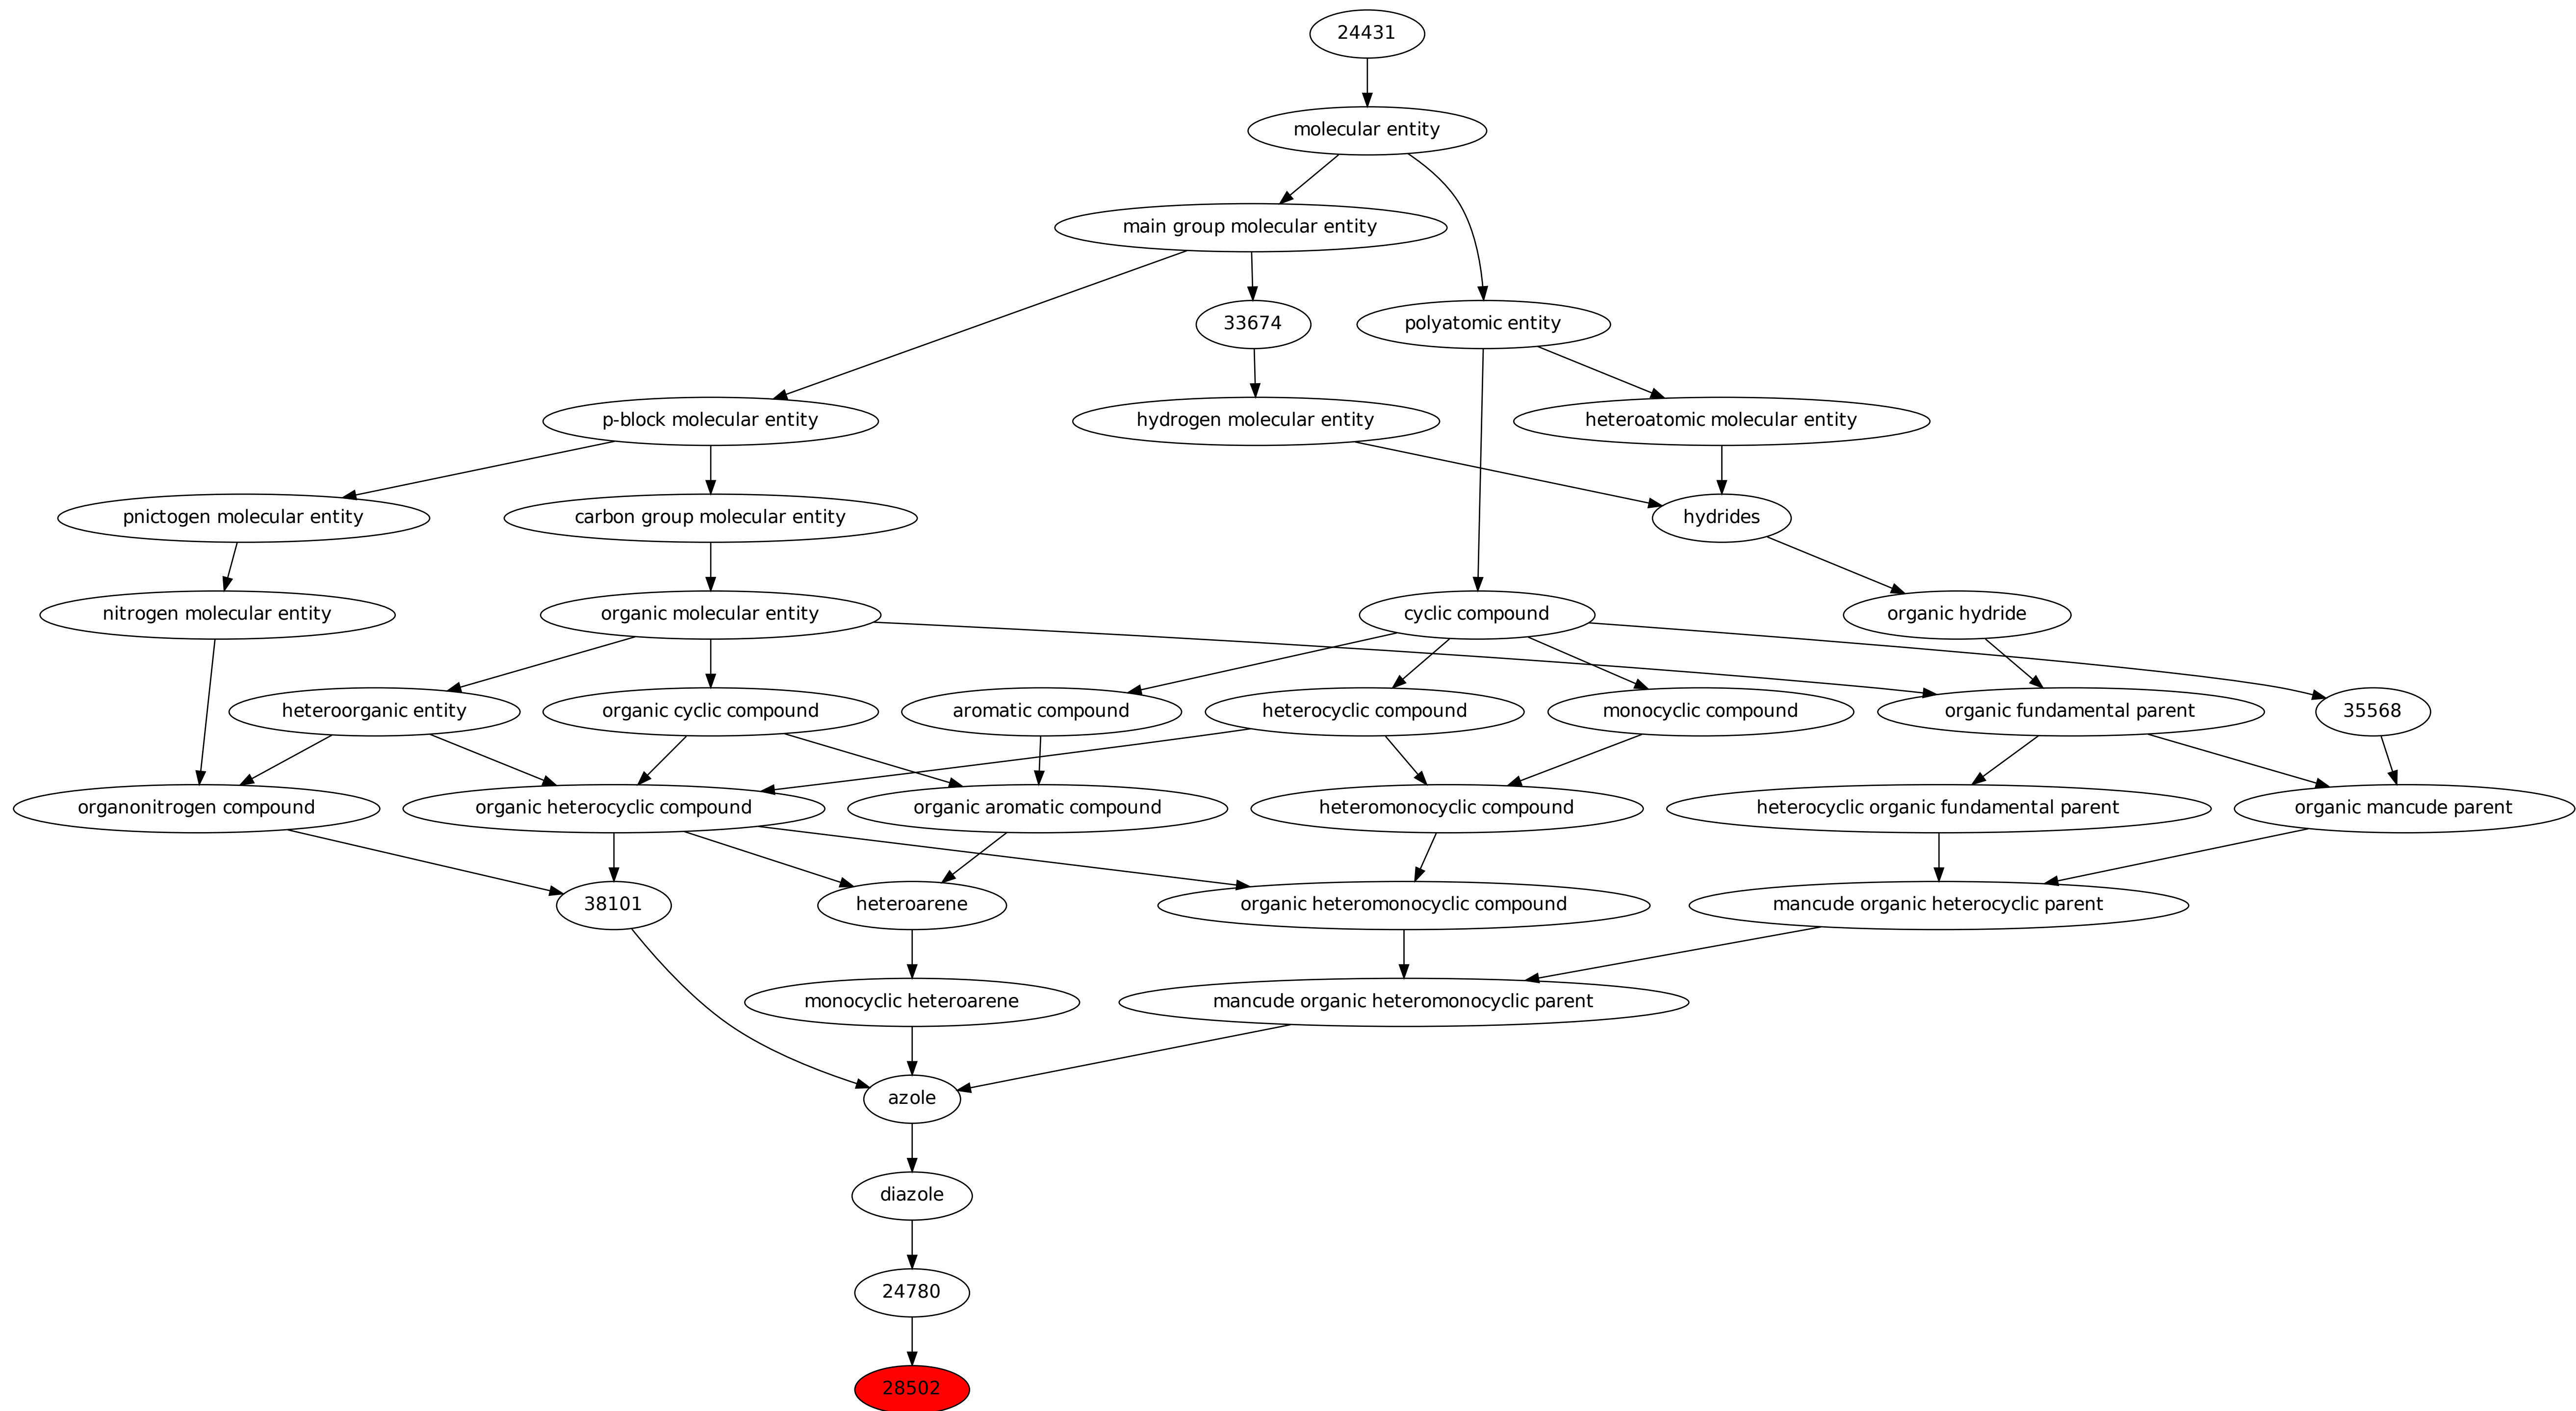 24431
molecular entity
main group molecular entity
33674
polyatomic entity
p-block molecular entity
hydrogen molecular entity
heteroatomic molecular entity
pnictogen molecular entity
carbon group molecular entity
hydrides
nitrogen molecular entity
organic molecular entity
cyclic compound
organic hydride
heteroorganic entity
organic cyclic compound
aromatic compound
heterocyclic compound
monocyclic compound
organic fundamental parent
35568
organonitrogen compound
organic heterocyclic compound
organic aromatic compound
heteromonocyclic compound
heterocyclic organic fundamental parent
organic mancude parent
38101
heteroarene
organic heteromonocyclic compound
mancude organic heterocyclic parent
monocyclic heteroarene
mancude organic heteromonocyclic parent
azole
diazole
24780
28502